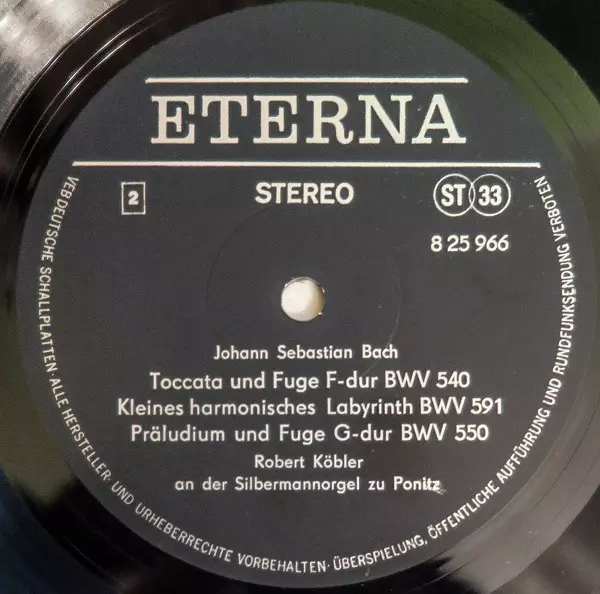 ETERNA
2 STEREO ST 33
8 25 966
Johann Sebastian Bach
Toccata und Fuge F-dur BWV 540
Kleines harmonisches Labyrinth BWV 591
Präludium und Fuge G-dur BWV 550
Robert Köbler
an der Silbermannorgel zu Ponitz
VEB DEUTSCHE SCHALLPLATTEN · ALLE HERSTELLER- UND URHEBERRECHTE VORBEHALTEN · ÜBERSPIELUNG, ÖFFENTLICHE AUFFÜHRUNG UND RUNDFUNKSENDUNG VERBOTEN